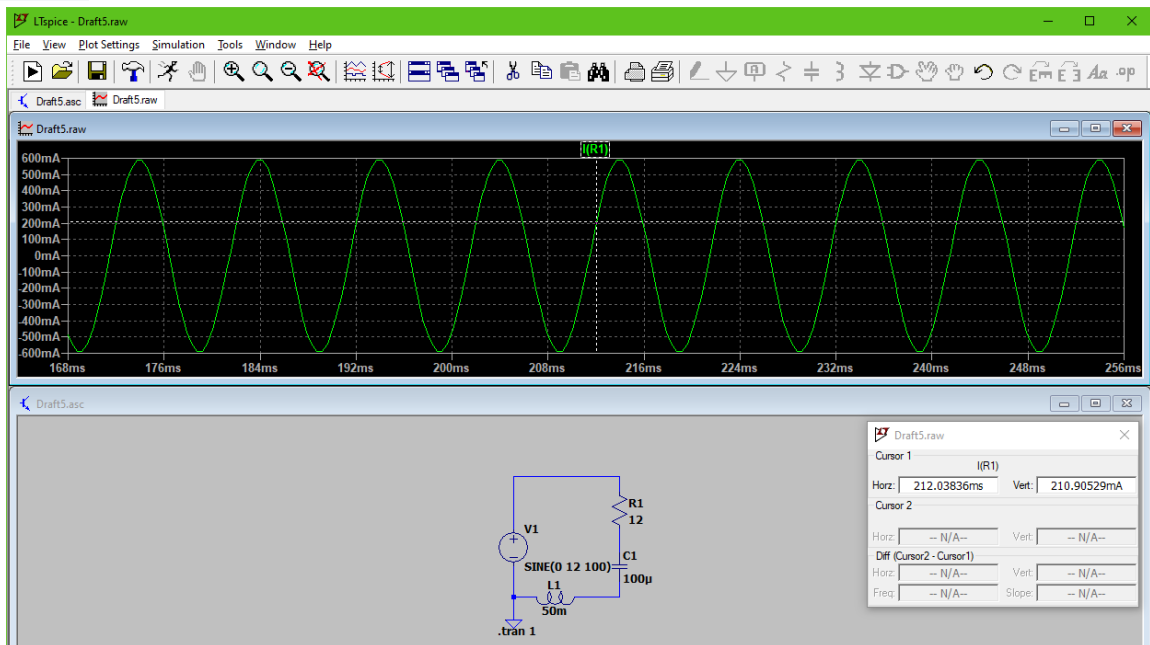 LTspice - Draft5.raw
File View Plot Settings Simulation Tools Window Help
Draft5.asc Draft5.raw
Draft5.raw
I(R1)
600mA
500mA
400mA
300mA
200mA
100mA
0mA
-100mA
-200mA
-300mA
-400mA
-500mA
-600mA
168ms 176ms 184ms 192ms 200ms 208ms 216ms 224ms 232ms 240ms 248ms 256ms
Draft5.asc
R1
12
V1
SINE(0 12 100)
C1
100µ
L1
50m
.tran 1
Draft5.raw
Cursor 1
I(R1)
Horz: 212.03836ms Vert: 210.90529mA
Cursor 2
Horz: -- N/A-- Vert: -- N/A--
Diff (Cursor2 - Cursor1)
Horz: -- N/A-- Vert: -- N/A--
Freq: -- N/A-- Slope: -- N/A--